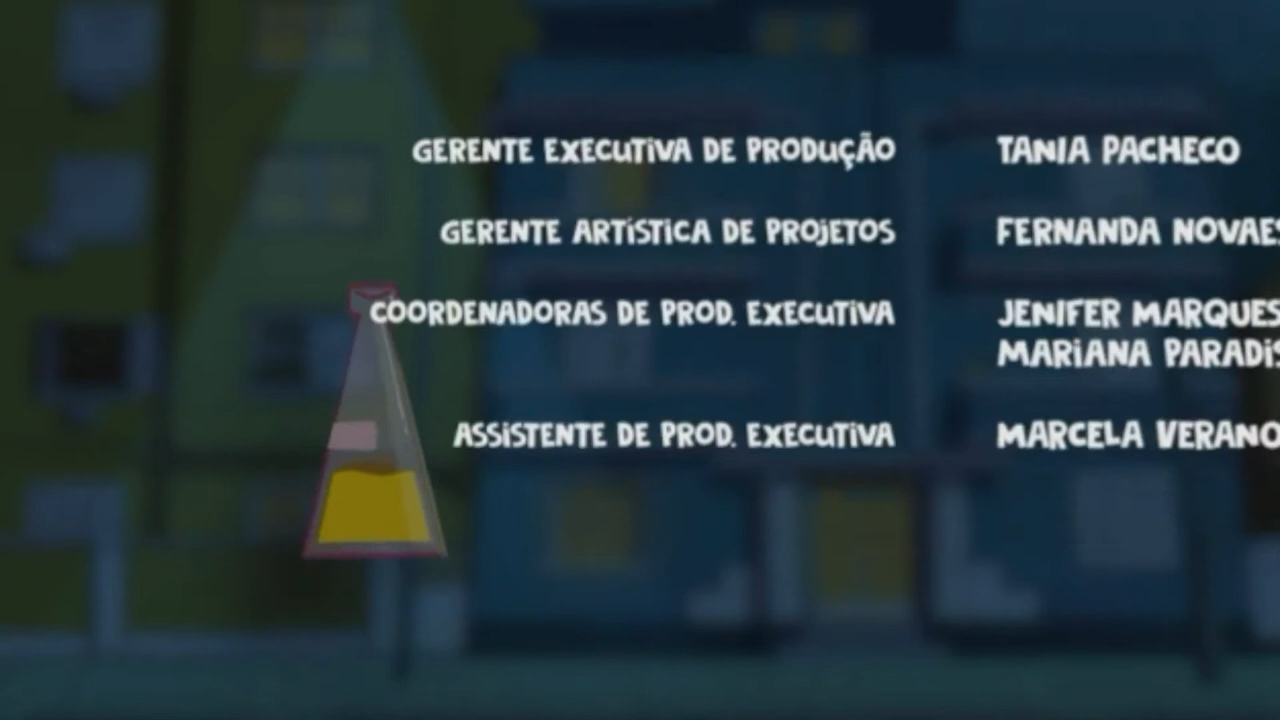 GERENTE EXECUTIVA DE PRODUÇÃO TANIA PACHECO
GERENTE ARTÍSTICA DE PROJETOS FERNANDA NOVAES
COORDENADORAS DE PROD. EXECUTIVA JENIFER MARQUES
MARIANA PARADIS
ASSISTENTE DE PROD. EXECUTIVA MARCELA VERANO